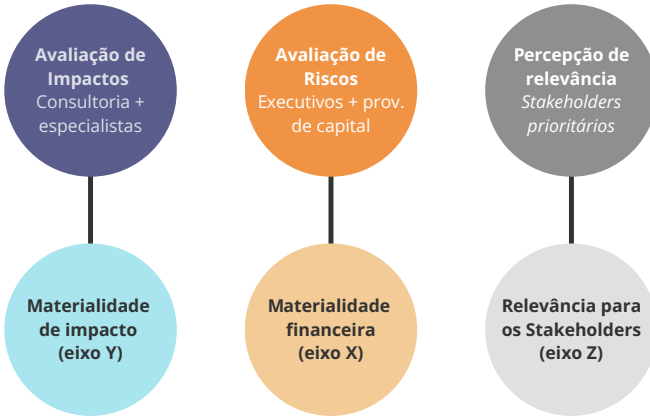 Avaliação de
Impactos
Consultoria +
especialistas
Avaliação de
Riscos
Executivos + prov.
de capital
Percepção de
relevância
Stakeholders
prioritários
Materialidade
de impacto
(eixo Y)
Materialidade
financeira
(eixo X)
Relevância para
os Stakeholders
(eixo Z)